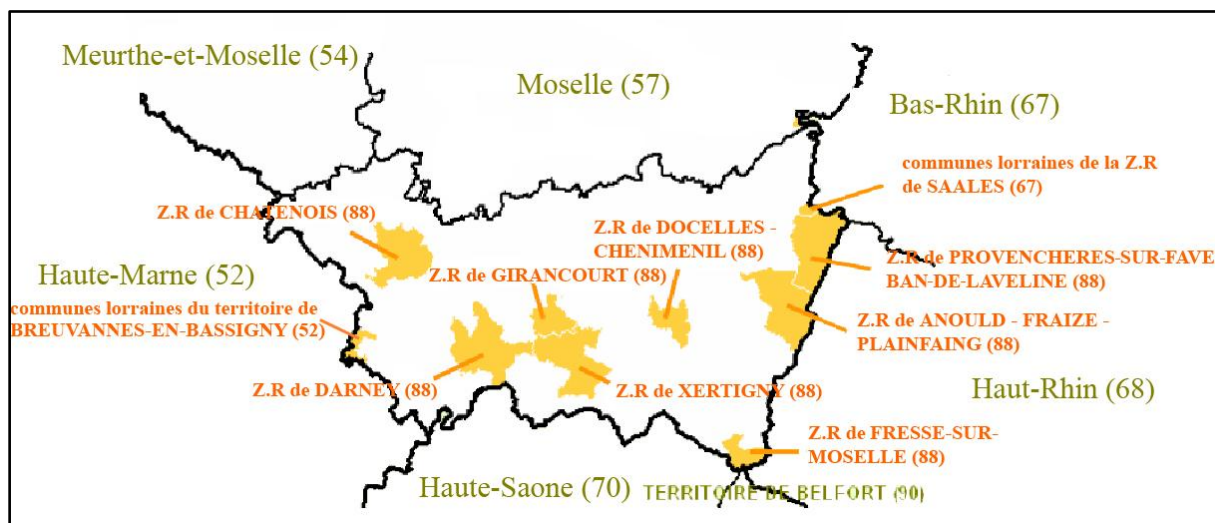 Meurthe-et-Moselle (54)
Moselle (57)
Bas-Rhin (67)
communes lorraines de la Z.R
de SAALES (67)
Z.R de CHATENOIS (88)
Z.R de DOCELLES -
CHENIMENIL (88)
Z.R de PROVENCHERES-SUR-FAVE
BAN-DE-LAVELINE (88)
Haute-Marne (52)
Z.R de GIRANCOURT (88)
communes lorraines du territoire de
BREUVANNES-EN-BASSIGNY (52)
Z.R de ANOULD - FRAIZE -
PLAINFAING (88)
Z.R de DARNEY (88)
Z.R de XERTIGNY (88)
Haut-Rhin (68)
Z.R de FRESSE-SUR-
MOSELLE (88)
Haute-Saone (70)
TERRITOIRE DE BELFORT (90)